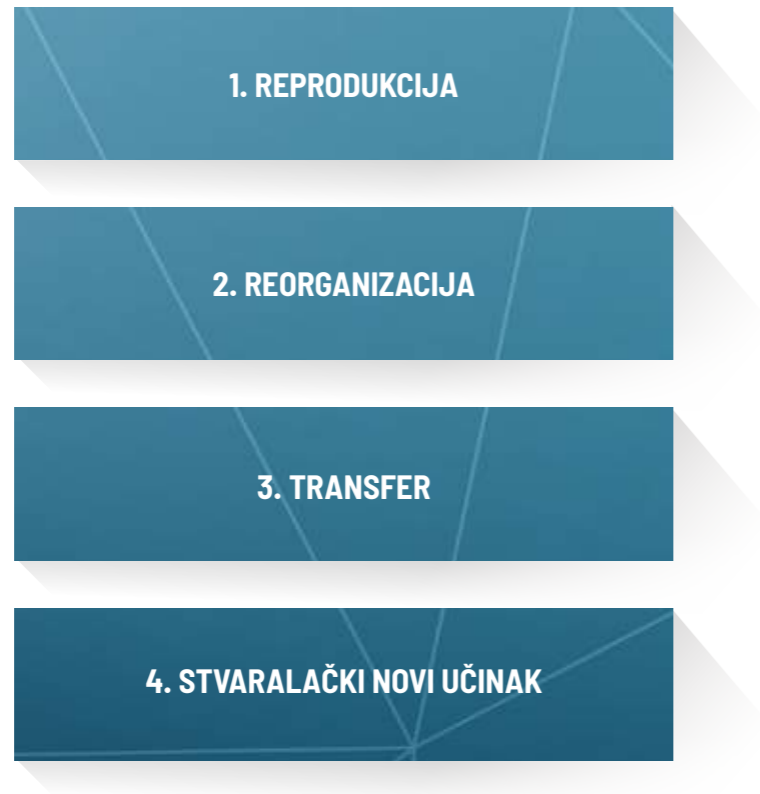 1. REPRODUKCIJA
2. REORGANIZACIJA
3. TRANSFER
4. STVARALAČKI NOVI UČINAK